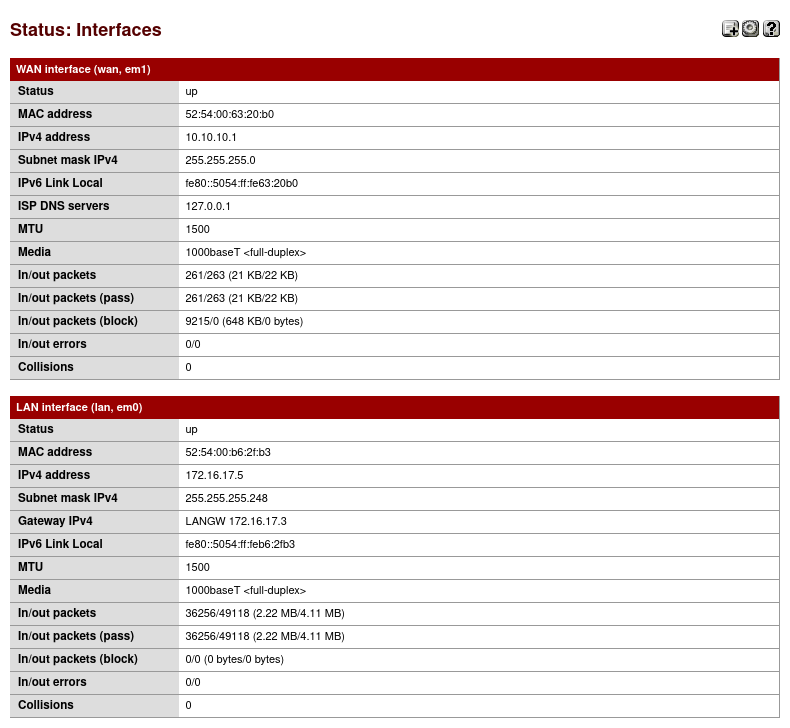 Status: Interfaces
WAN interface (wan, em1)
Status up
MAC address 52:54:00:63:20:b0
IPv4 address 10.10.10.1
Subnet mask IPv4 255.255.255.0
IPv6 Link Local fe80::5054:ff:fe63:20b0
ISP DNS servers 127.0.0.1
MTU 1500
Media 1000baseT <full-duplex>
In/out packets 261/263 (21 KB/22 KB)
In/out packets (pass) 261/263 (21 KB/22 KB)
In/out packets (block) 9215/0 (648 KB/0 bytes)
In/out errors 0/0
Collisions 0
LAN interface (lan, em0)
Status up
MAC address 52:54:00:b6:2f:b3
IPv4 address 172.16.17.5
Subnet mask IPv4 255.255.255.248
Gateway IPv4 LANGW 172.16.17.3
IPv6 Link Local fe80::5054:ff:feb6:2fb3
MTU 1500
Media 1000baseT <full-duplex>
In/out packets 36256/49118 (2.22 MB/4.11 MB)
In/out packets (pass) 36256/49118 (2.22 MB/4.11 MB)
In/out packets (block) 0/0 (0 bytes/0 bytes)
In/out errors 0/0
Collisions 0